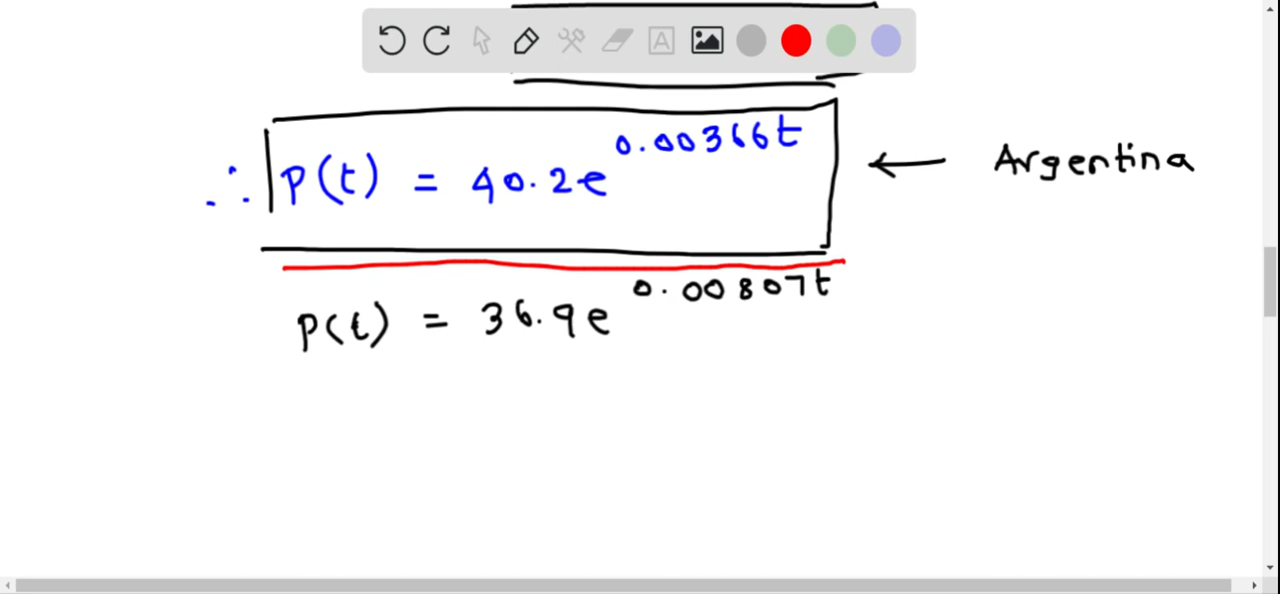 ∴ P(t) = 40.2e^0.00366t ← Argentina
P(t) = 36.9e^0.00807t